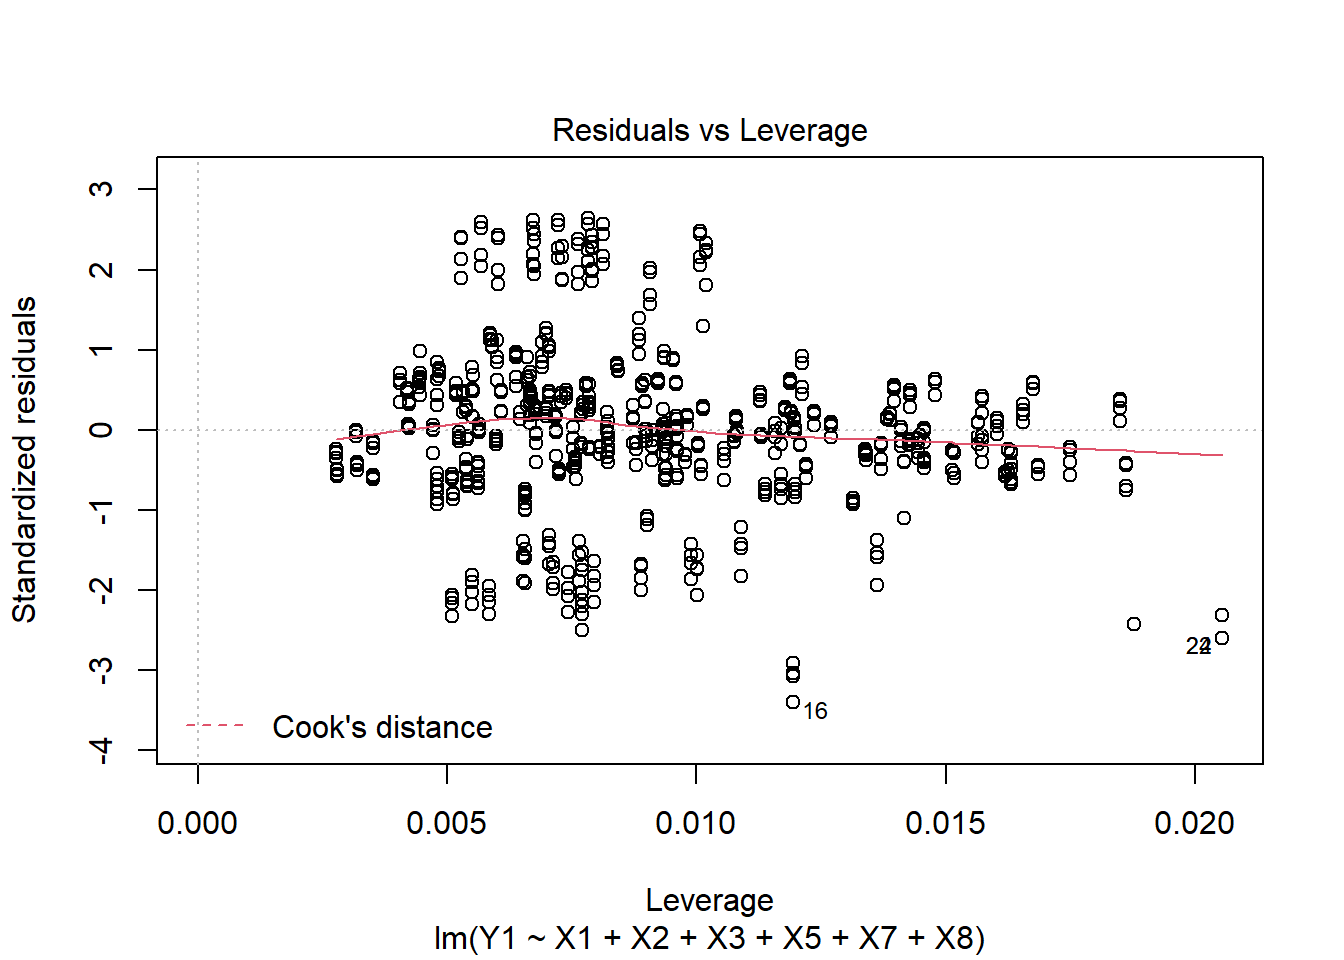 Residuals vs Leverage
Standardized residuals
3
2
1
0
-1
-2
-3
-4
16
Cook's distance
0.000 0.005 0.010 0.015 0.020
Leverage
lm(Y1 ~ X1 + X2 + X3 + X5 + X7 + X8)